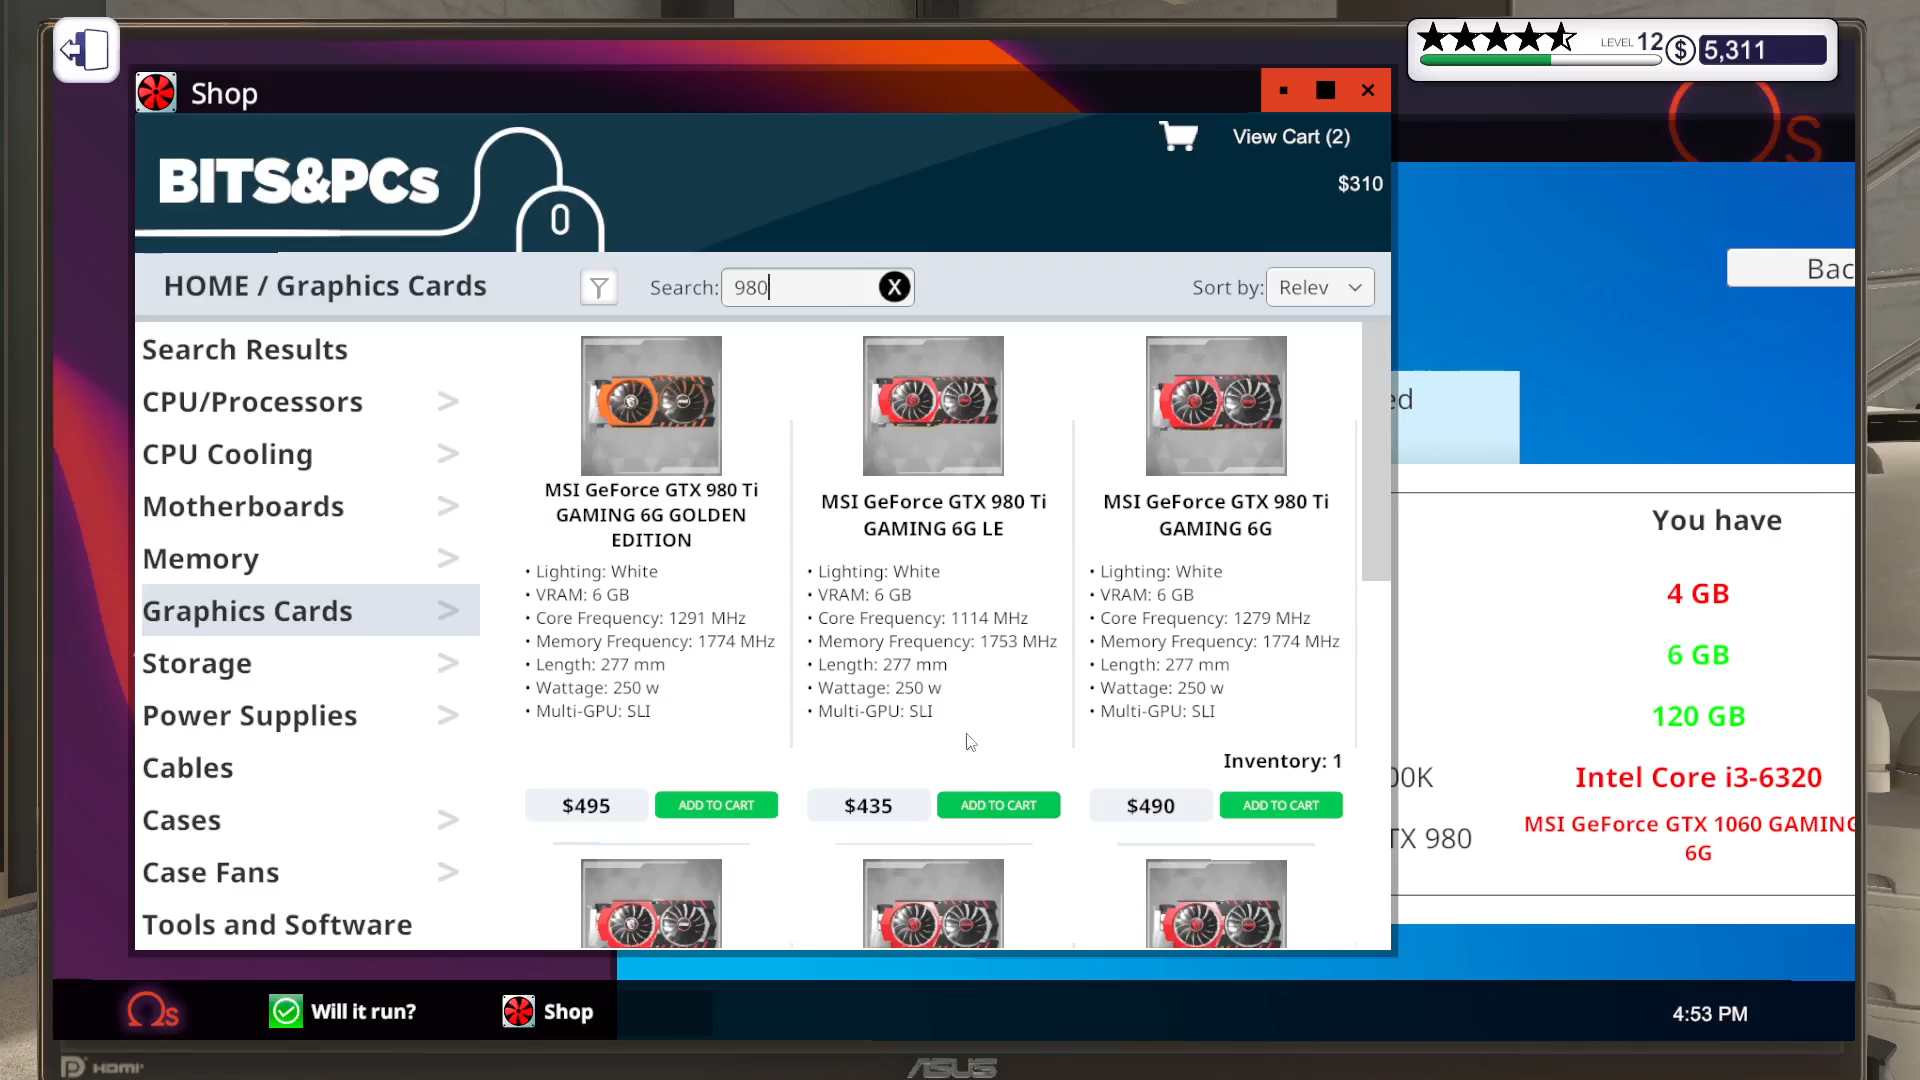 LEVEL 12
$ 5,311
Shop
View Cart (2)
BITS&PCs
$310
HOME / Graphics Cards
Search: 980
X
Sort by: Relev
Bac
Search Results
CPU/Processors >
CPU Cooling >
Motherboards >
Memory >
Graphics Cards >
Storage >
Power Supplies >
Cables
Cases >
Case Fans >
Tools and Software
MSI GeForce GTX 980 Ti
GAMING 6G GOLDEN
EDITION
• Lighting: White
• VRAM: 6 GB
• Core Frequency: 1291 MHz
• Memory Frequency: 1774 MHz
• Length: 277 mm
• Wattage: 250 w
• Multi-GPU: SLI
$495
ADD TO CART
MSI GeForce GTX 980 Ti
GAMING 6G LE
• Lighting: White
• VRAM: 6 GB
• Core Frequency: 1114 MHz
• Memory Frequency: 1753 MHz
• Length: 277 mm
• Wattage: 250 w
• Multi-GPU: SLI
$435
ADD TO CART
MSI GeForce GTX 980 Ti
GAMING 6G
• Lighting: White
• VRAM: 6 GB
• Core Frequency: 1279 MHz
• Memory Frequency: 1774 MHz
• Length: 277 mm
• Wattage: 250 w
• Multi-GPU: SLI
Inventory: 1
$490
ADD TO CART
ed
You have
4 GB
6 GB
120 GB
00K
Intel Core i3-6320
TX 980
MSI GeForce GTX 1060 GAMING
6G
Ωs
Will it run?
Shop
4:53 PM
HDMI
ASUS